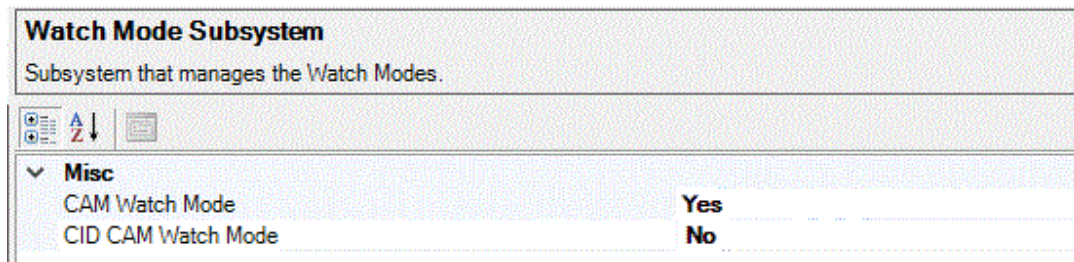 Watch Mode Subsystem
Subsystem that manages the Watch Modes.
A
Z
Misc
CAM Watch Mode Yes
CID CAM Watch Mode No